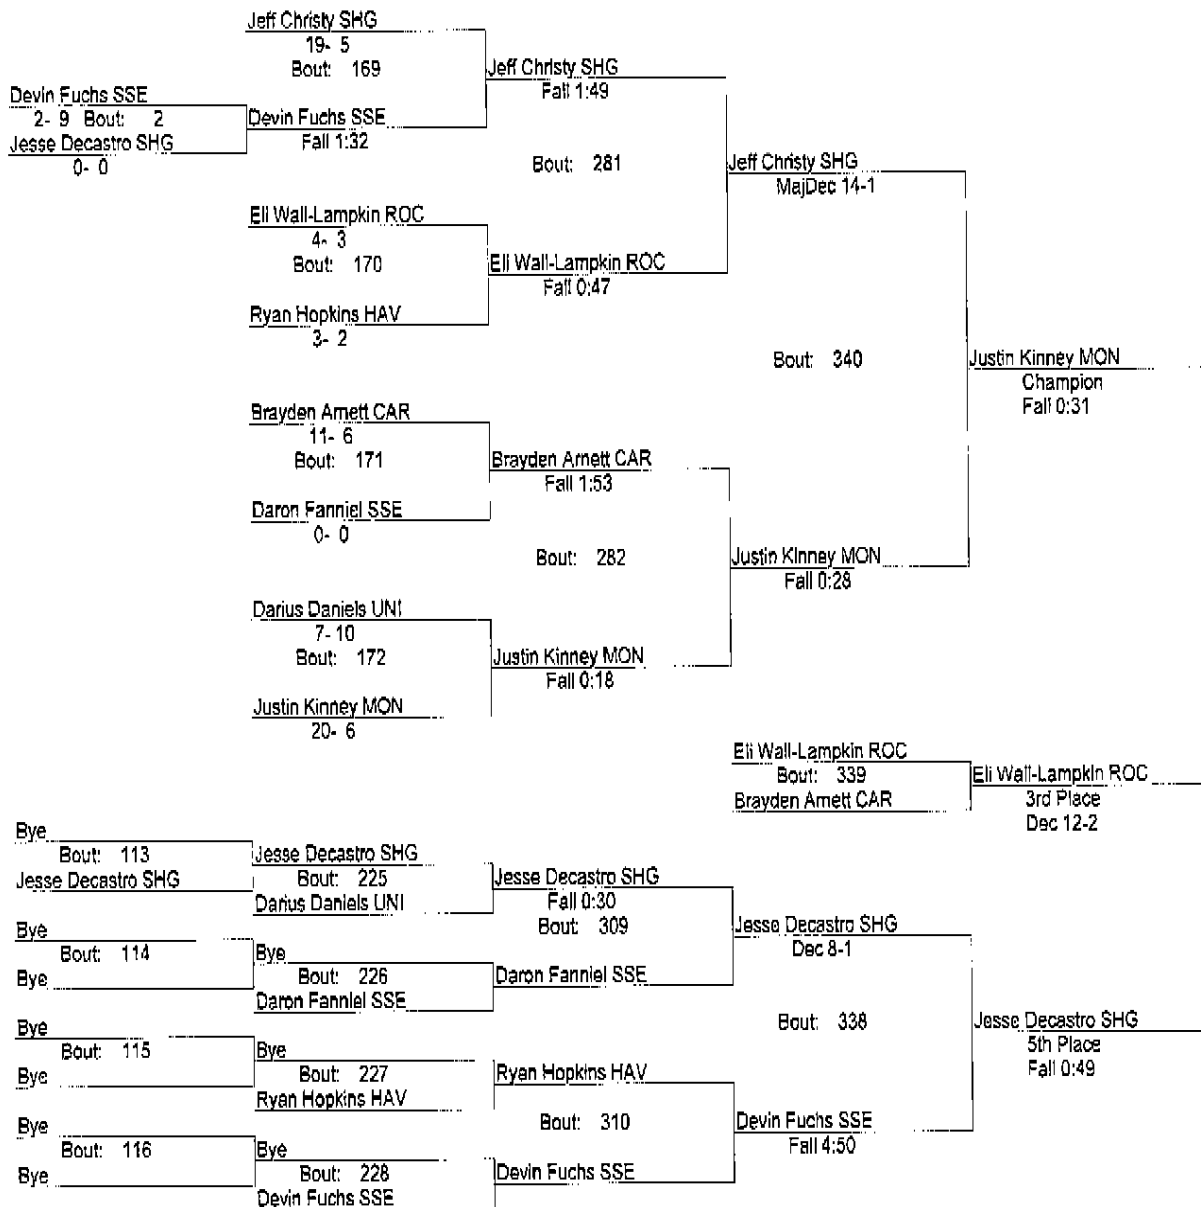 Jeff Christy SHG
19- 5
Bout: 169
Jeff Christy SHG
Fall 1:49
Devin Fuchs SSE
2- 9 Bout: 2
Jesse Decastro SHG
0- 0
Devin Fuchs SSE
Fall 1:32
Bout: 281
Jeff Christy SHG
MajDec 14-1
Eli Wall-Lampkin ROC
4- 3
Bout: 170
Eli Wall-Lampkin ROC
Fall 0:47
Ryan Hopkins HAV
3- 2
Bout: 340
Justin Kinney MON
Champion
Fall 0:31
Brayden Arnett CAR
11- 6
Bout: 171
Brayden Arnett CAR
Fall 1:53
Daron Fanniel SSE
0- 0
Bout: 282
Justin Kinney MON
Fall 0:28
Darius Daniels UNI
7- 10
Bout: 172
Justin Kinney MON
Fall 0:18
Justin Kinney MON
20- 6
Eli Wall-Lampkin ROC
Bout: 339
Brayden Arnett CAR
Eli Wall-Lampkin ROC
3rd Place
Dec 12-2
Bye
Bout: 113
Jesse Decastro SHG
Jesse Decastro SHG
Bout: 225
Darius Daniels UNI
Jesse Decastro SHG
Fall 0:30
Bout: 309
Jesse Decastro SHG
Dec 8-1
Bye
Bout: 114
Bye
Bye
Bout: 226
Daron Fanniel SSE
Daron Fanniel SSE
Bout: 338
Jesse Decastro SHG
5th Place
Fall 0:49
Bye
Bout: 115
Bye
Bye
Bout: 227
Ryan Hopkins HAV
Ryan Hopkins HAV
Bout: 310
Devin Fuchs SSE
Fall 4:50
Bye
Bout: 116
Bye
Bye
Bout: 228
Devin Fuchs SSE
Devin Fuchs SSE